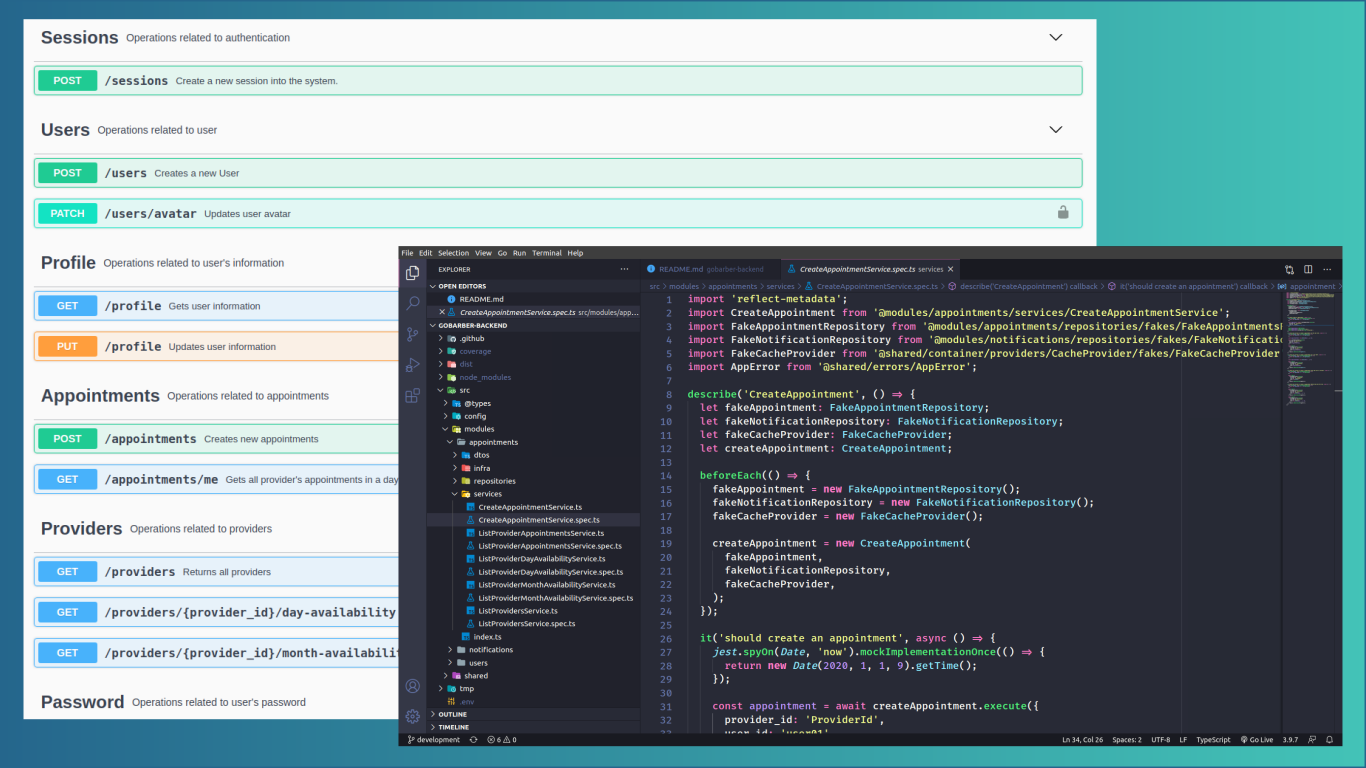 Sessions Operations related to authentication
POST /sessions Create a new session into the system.
Users Operations related to user
POST /users Creates a new User
PATCH /users/avatar Updates user avatar
Profile Operations related to user's information
GET /profile Gets user information
PUT /profile Updates user information
Appointments Operations related to appointments
POST /appointments Creates new appointments
GET /appointments/me Gets all provider's appointments in a day
Providers Operations related to providers
GET /providers Returns all providers
GET /providers/{provider_id}/day-availability
GET /providers/{provider_id}/month-availabili
Password Operations related to user's password
File Edit Selection View Go Run Terminal Help
EXPLORER ...
OPEN EDITORS
README.md
CreateAppointmentService.spec.ts src/modules/app...
GOBARBER-BACKEND
.github
coverage
dist
node_modules
src
@types
config
modules
appointments
dtos
infra
repositories
services
CreateAppointmentService.ts
CreateAppointmentService.spec.ts
ListProviderAppointmentsService.ts
ListProviderAppointmentsService.spec.ts
ListProviderDayAvailabilityService.ts
ListProviderDayAvailabilityService.spec.ts
ListProviderMonthAvailabilityService.ts
ListProviderMonthAvailabilityService.spec.ts
ListProvidersService.ts
ListProvidersService.spec.ts
index.ts
notifications
users
shared
tmp
.env
OUTLINE
TIMELINE
README.md gobarber-backend CreateAppointmentService.spec.ts services
src > modules > appointments > services > CreateAppointmentService.spec.ts > describe('CreateAppointment') callback > it('should create an appointment') callback > appointment
1 import 'reflect-metadata';
2 import CreateAppointment from '@modules/appointments/services/CreateAppointmentService';
3 import FakeAppointmentRepository from '@modules/appointments/repositories/fakes/FakeAppointments
4 import FakeNotificationRepository from '@modules/notifications/repositories/fakes/FakeNotificatio
5 import FakeCacheProvider from '@shared/container/providers/CacheProvider/fakes/FakeCacheProvider
6 import AppError from '@shared/errors/AppError';
7
8 describe('CreateAppointment', () => {
9 let fakeAppointment: FakeAppointmentRepository;
10 let fakeNotificationRepository: FakeNotificationRepository;
11 let fakeCacheProvider: FakeCacheProvider;
12 let createAppointment: CreateAppointment;
13
14 beforeEach(() => {
15 fakeAppointment = new FakeAppointmentRepository();
16 fakeNotificationRepository = new FakeNotificationRepository();
17 fakeCacheProvider = new FakeCacheProvider();
18
19 createAppointment = new CreateAppointment(
20 fakeAppointment,
21 fakeNotificationRepository,
22 fakeCacheProvider,
23 );
24 });
25
26 it('should create an appointment', async () => {
27 jest.spyOn(Date, 'now').mockImplementationOnce(() => {
28 return new Date(2020, 1, 1, 9).getTime();
29 });
30
31 const appointment = await createAppointment.execute({
32 provider_id: 'ProviderId',
33 user_id: 'user01'
development 6 0 Ln 34, Col 26 Spaces: 2 UTF-8 LF TypeScript Go Live 3.9.7